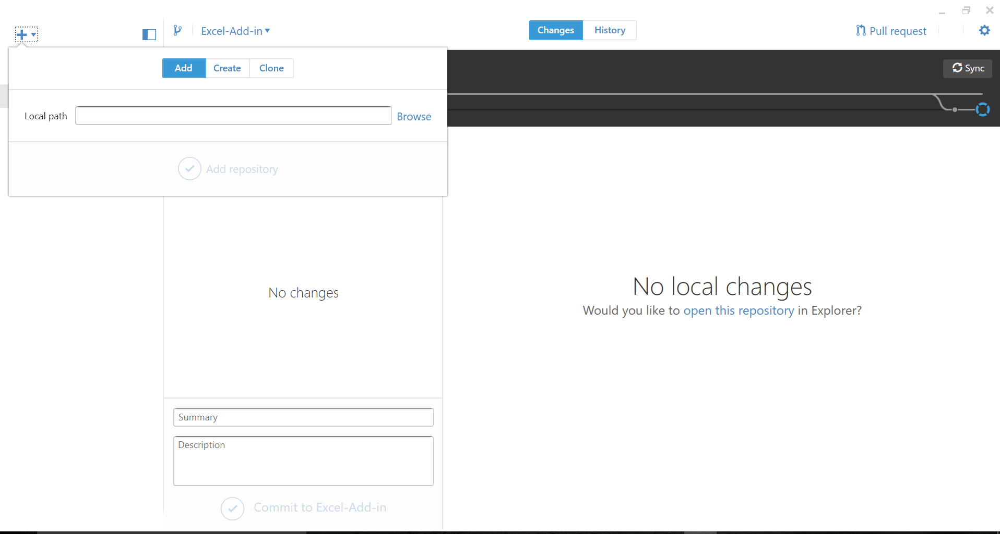 Excel-Add-in
Changes
History
Pull request
Add
Create
Clone
Sync
Local path
Browse
Add repository
No changes
No local changes
Would you like to open this repository in Explorer?
Summary
Description
Commit to Excel-Add-in